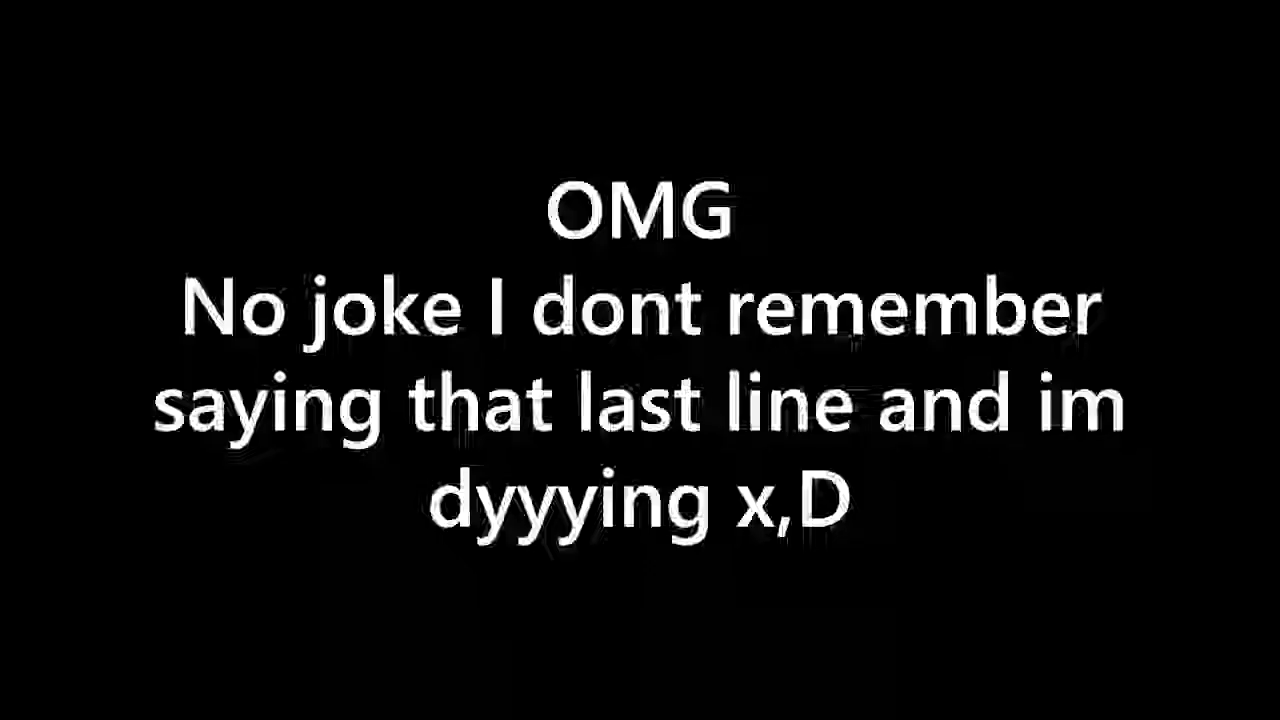 OMG
No joke I dont remember
saying that last line and im
dyyying x,D